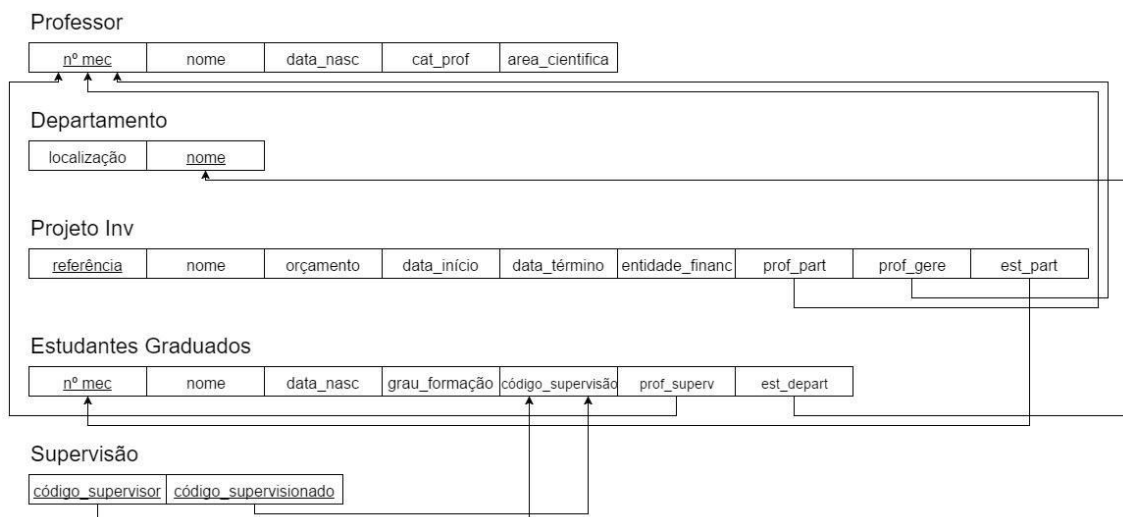 Professor
nº mec nome data_nasc cat_prof area_cientifica
Departamento
localização nome
Projeto Inv
referência nome orçamento data_início data_término entidade_financ prof_part prof_gere est_part
Estudantes Graduados
nº mec nome data_nasc grau_formação código_supervisão prof_superv est_depart
Supervisão
código_supervisor código_supervisionado